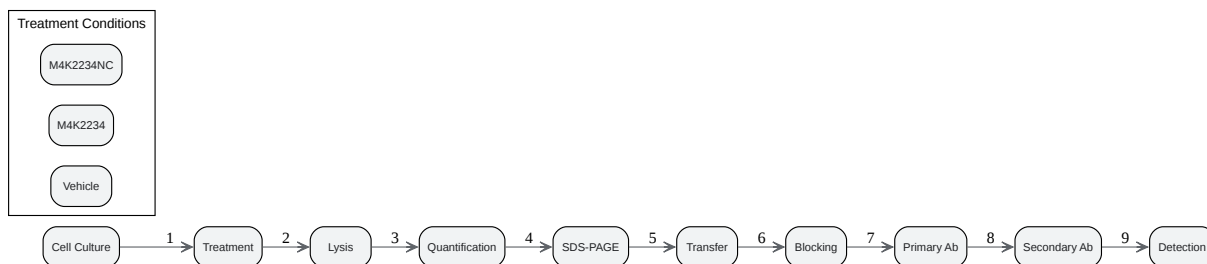 Treatment Conditions
M4K2234NC
M4K2234
Vehicle
Cell Culture 1 Treatment 2 Lysis 3 Quantification 4 SDS-PAGE 5 Transfer 6 Blocking 7 Primary Ab 8 Secondary Ab 9 Detection